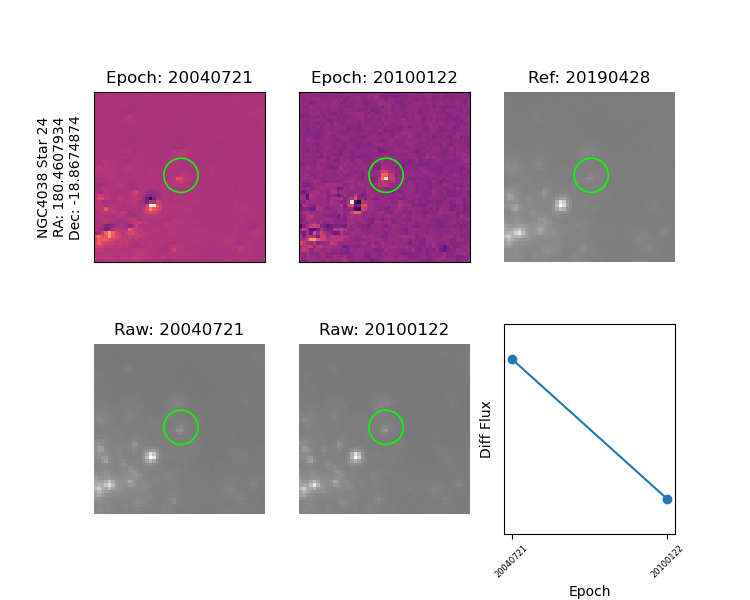 Epoch: 20040721
Epoch: 20100122
Ref: 20190428
NGC4038 Star 24
RA: 180.4607934
Dec: -18.8674874
Raw: 20040721
Raw: 20100122
Diff Flux
20040721
20100122
Epoch